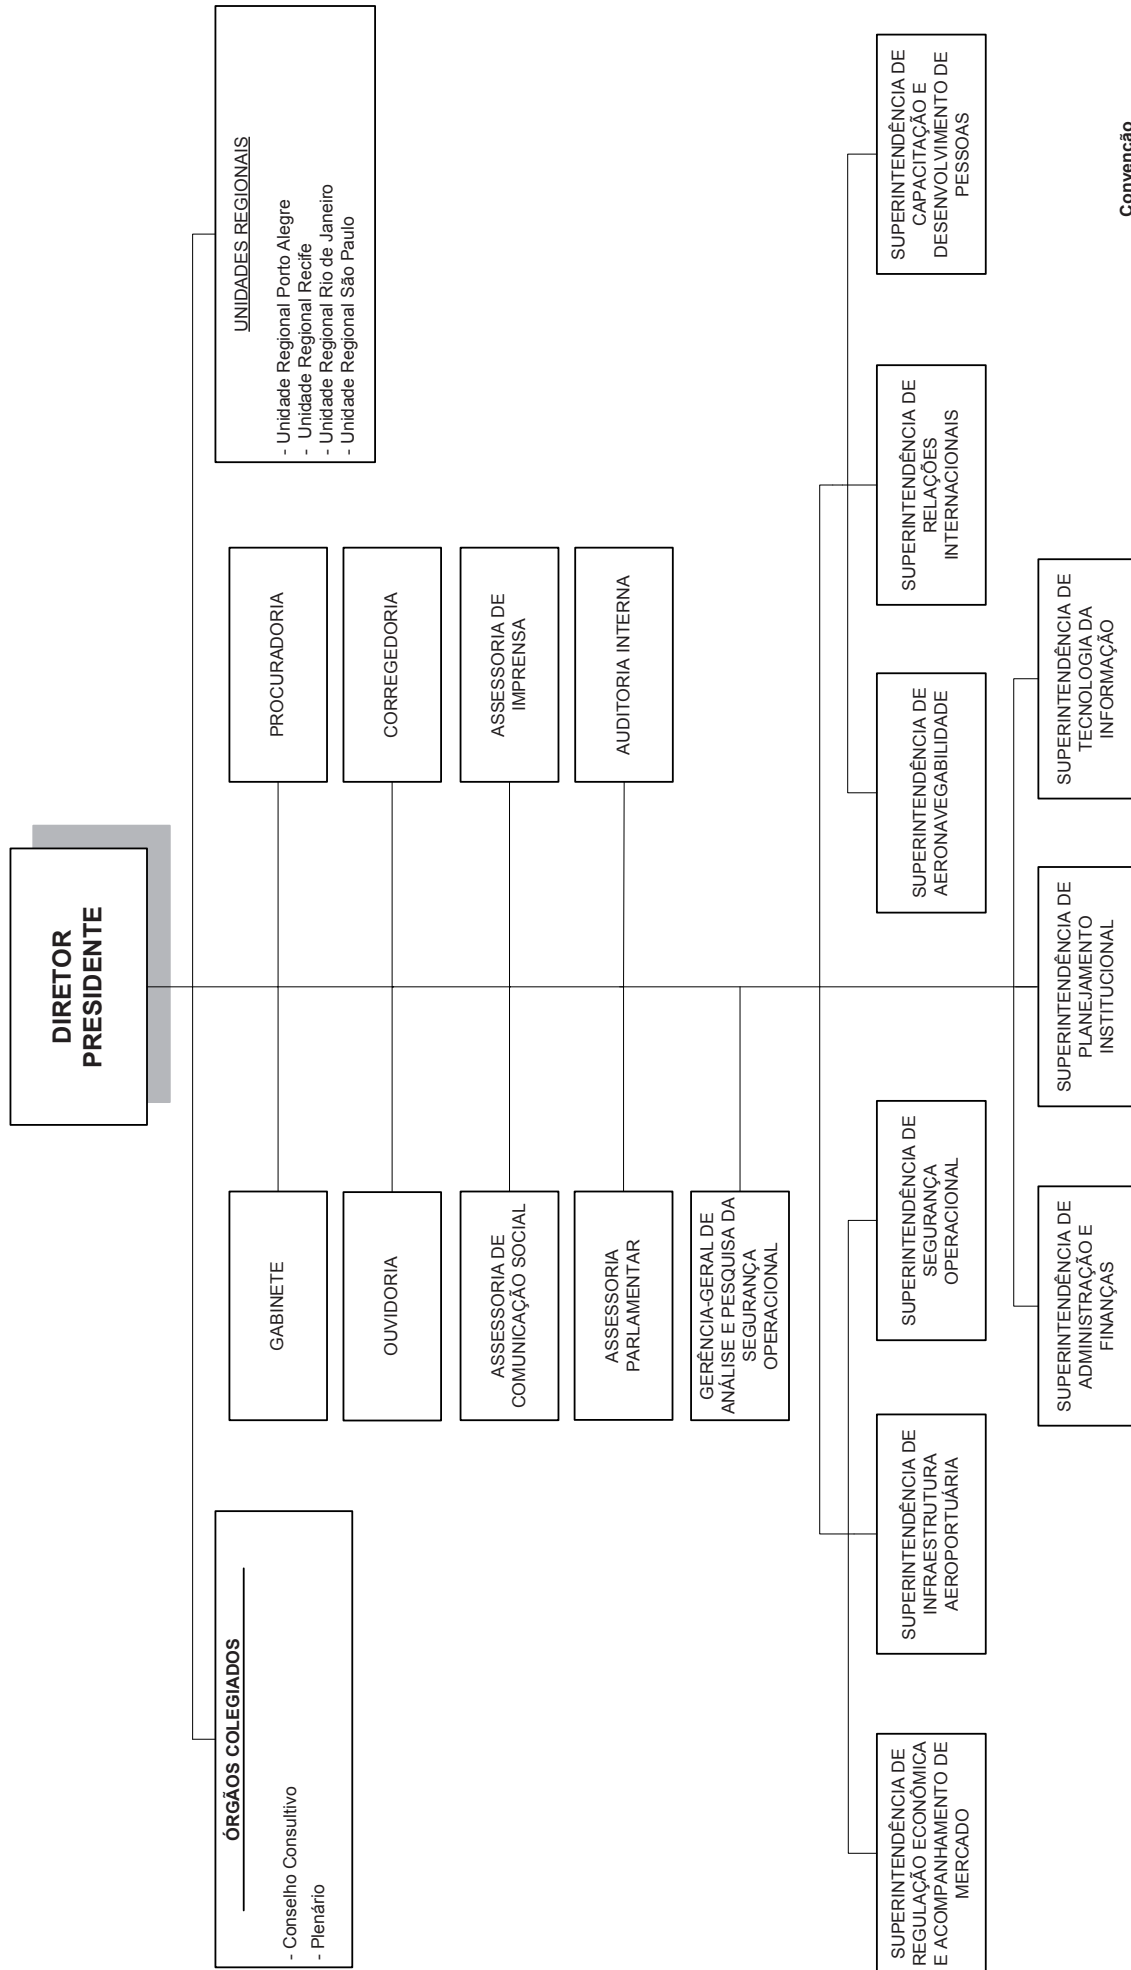 DIRETOR
PRESIDENTE
ÓRGÃOS COLEGIADOS
- Conselho Consultivo
- Plenário
UNIDADES REGIONAIS
- Unidade Regional Porto Alegre
- Unidade Regional Recife
- Unidade Regional Rio de Janeiro
- Unidade Regional São Paulo
GABINETE
PROCURADORIA
OUVIDORIA
CORREGEDORIA
ASSESSORIA DE
COMUNICAÇÃO SOCIAL
ASSESSORIA DE
IMPRENSA
ASSESSORIA
PARLAMENTAR
AUDITORIA INTERNA
GERÊNCIA-GERAL DE
ANÁLISE E PESQUISA DA
SEGURANÇA
OPERACIONAL
SUPERINTENDÊNCIA DE
REGULAÇÃO ECONÔMICA
E ACOMPANHAMENTO DE
MERCADO
SUPERINTENDÊNCIA DE
INFRAESTRUTURA
AEROPORTUÁRIA
SUPERINTENDÊNCIA DE
SEGURANÇA
OPERACIONAL
SUPERINTENDÊNCIA DE
AERONAVEGABILIDADE
SUPERINTENDÊNCIA DE
RELAÇÕES
INTERNACIONAIS
SUPERINTENDÊNCIA DE
CAPACITAÇÃO E
DESENVOLVIMENTO DE
PESSOAS
SUPERINTENDÊNCIA DE
ADMINISTRAÇÃO E
FINANÇAS
SUPERINTENDÊNCIA DE
PLANEJAMENTO
INSTITUCIONAL
SUPERINTENDÊNCIA DE
TECNOLOGIA DA
INFORMAÇÃO
Convenção